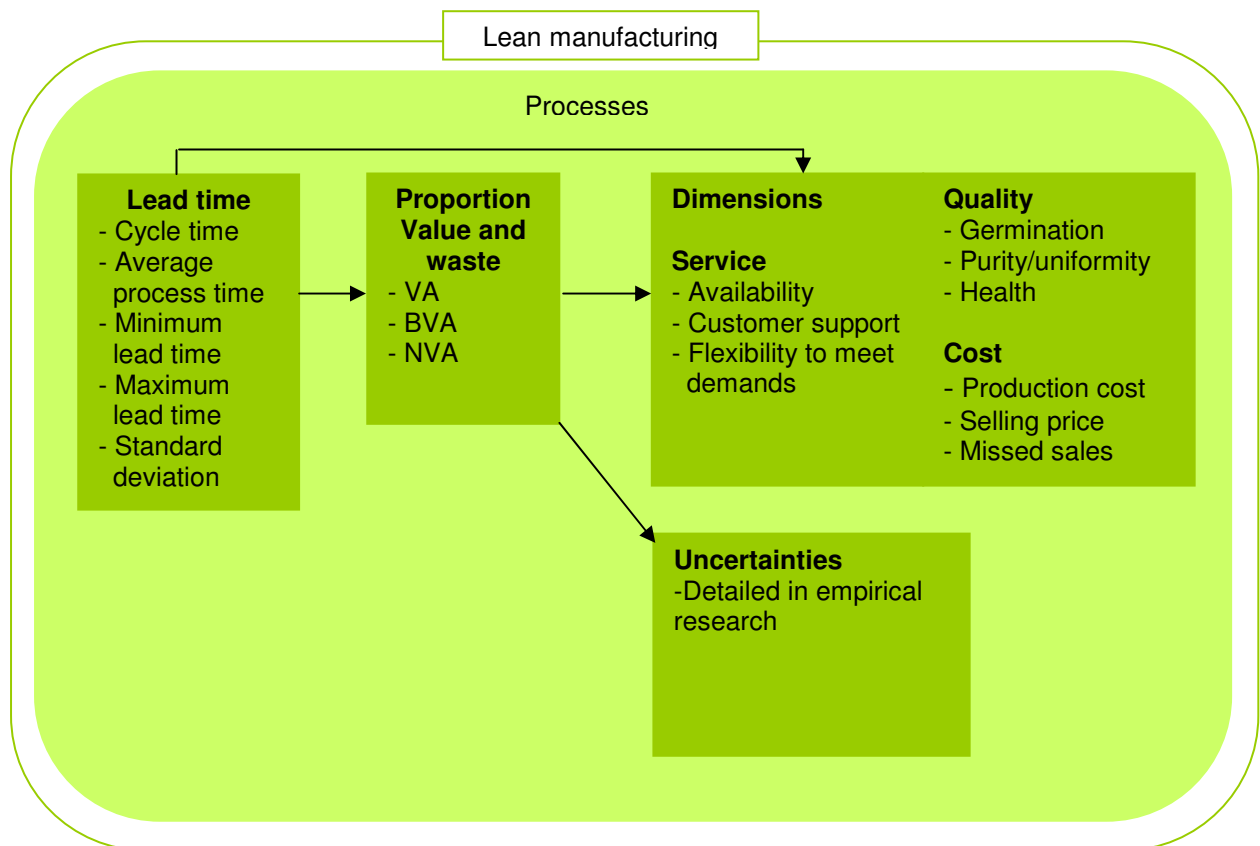 Lean manufacturing
Processes
Lead time
- Cycle time
- Average
process time
- Minimum
lead time
- Maximum
lead time
- Standard
deviation
Proportion
Value and
waste
- VA
- BVA
- NVA
Dimensions
Service
- Availability
- Customer support
- Flexibility to meet
demands
Quality
- Germination
- Purity/uniformity
- Health
Cost
- Production cost
- Selling price
- Missed sales
Uncertainties
-Detailed in empirical
research